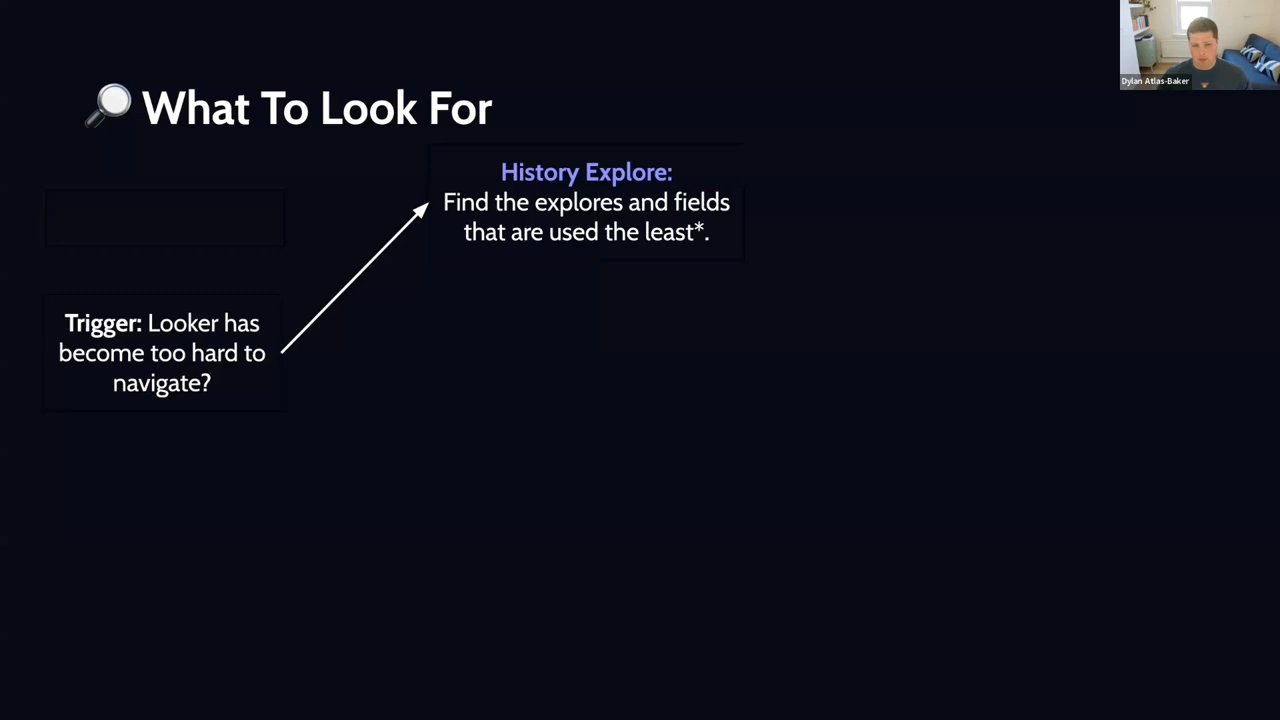 Dylan Atlas-Baker
What To Look For
History Explore:
Find the explores and fields
that are used the least*.
Trigger: Looker has
become too hard to
navigate?